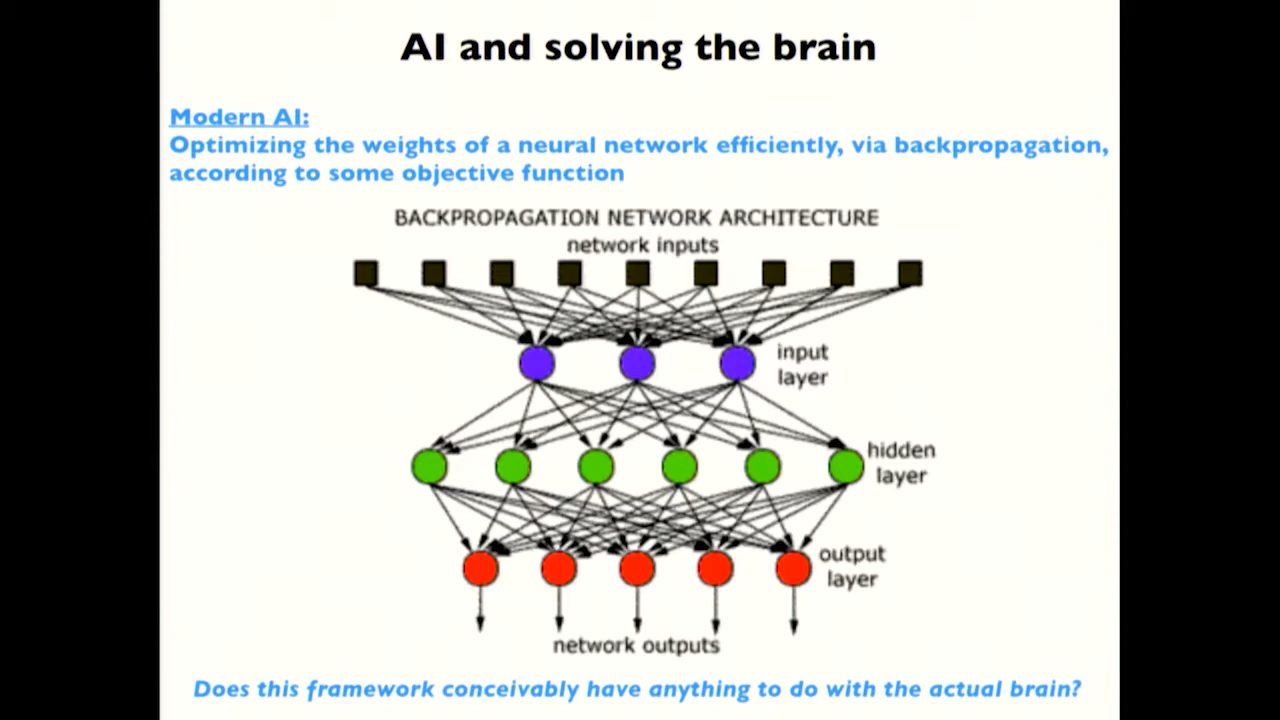 AI and solving the brain
Modern AI:
Optimizing the weights of a neural network efficiently, via backpropagation,
according to some objective function
BACKPROPAGATION NETWORK ARCHITECTURE
network inputs
input
layer
hidden
layer
output
layer
network outputs
Does this framework conceivably have anything to do with the actual brain?